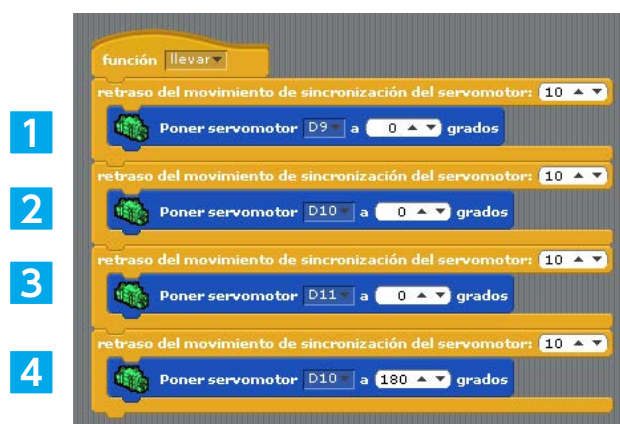 función llevar
retraso del movimiento de sincronización del servomotor: 10
1
Poner servomotor D9 a 0 grados
retraso del movimiento de sincronización del servomotor: 10
2
Poner servomotor D10 a 0 grados
retraso del movimiento de sincronización del servomotor: 10
3
Poner servomotor D11 a 0 grados
retraso del movimiento de sincronización del servomotor: 10
4
Poner servomotor D10 a 180 grados